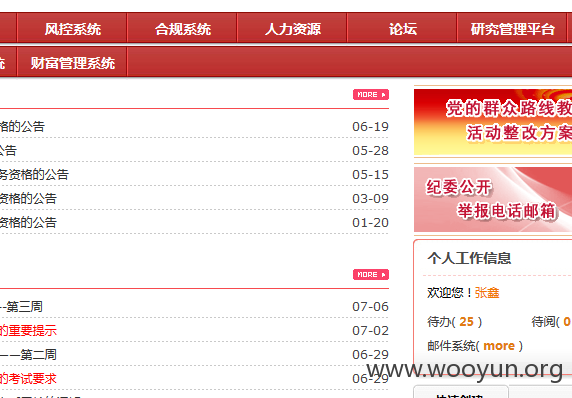 风控系统 合规系统 人力资源 论坛 研究管理平台
统 财富管理系统
MORE
格的公告 06-19
公告 05-28
务资格的公告 05-15
资格的公告 03-09
资格的公告 01-20
MORE
--第三周 07-06
的重要提示 07-02
——第二周 06-29
的考试要求 06-29
党的群众路线教
活动整改方案
纪委公开
举报电话邮箱
个人工作信息
欢迎您！张鑫
待办( 25 ) 待阅( 0
邮件系统( more )
www.wooyun.org